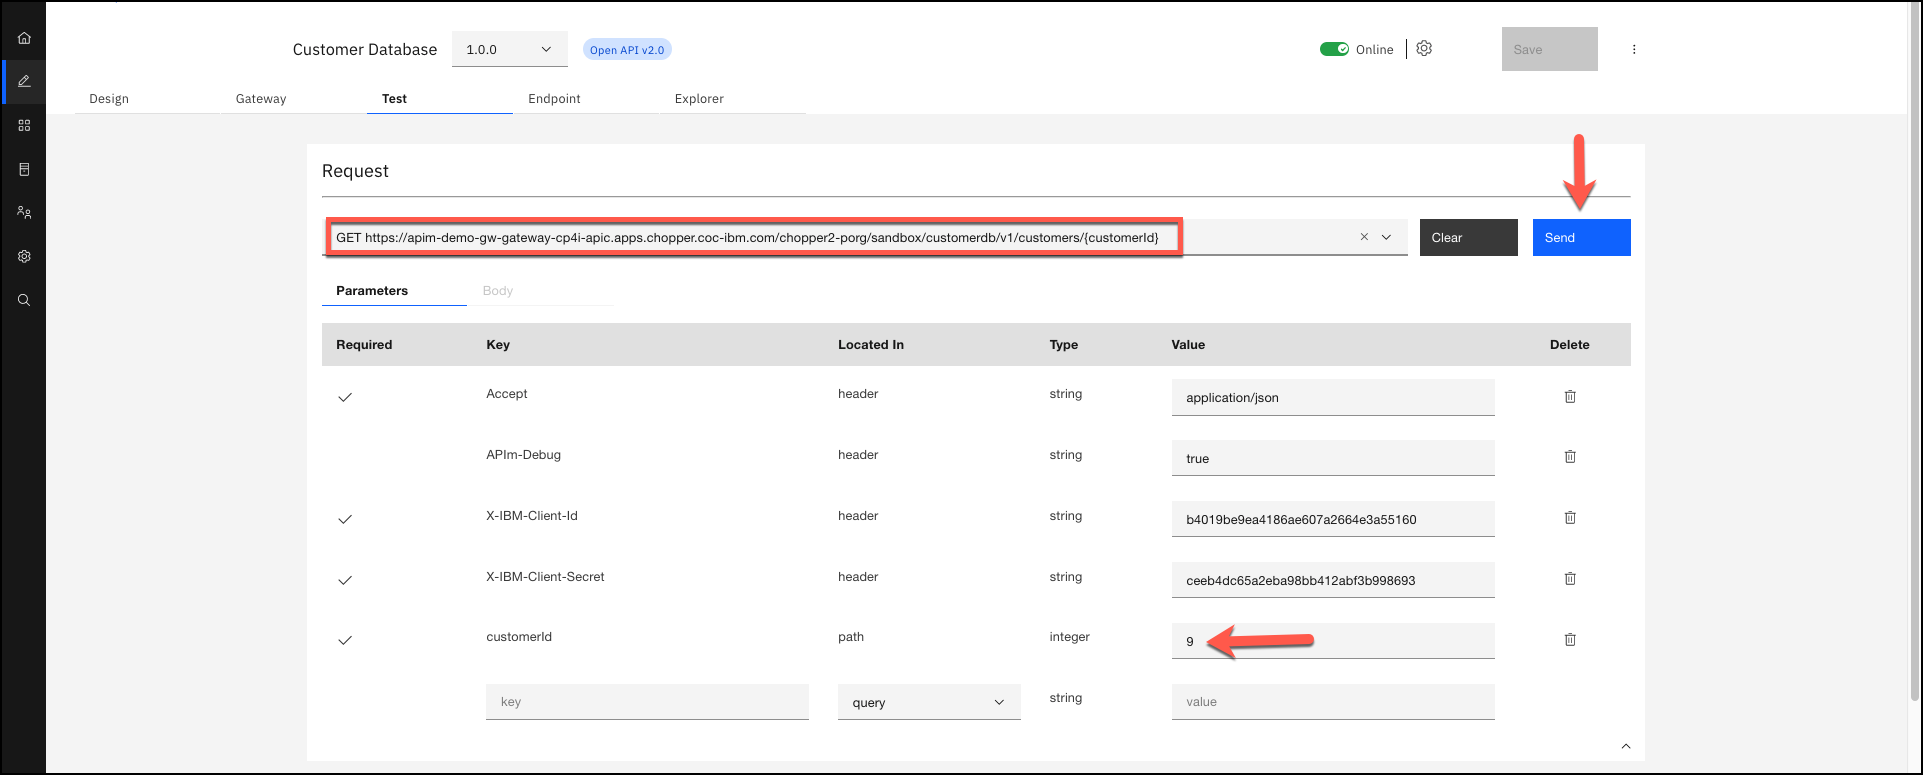 Customer Database 1.0.0 Open API v2.0 Online Save
Design Gateway Test Endpoint Explorer
Request
GET https://apim-demo-gw-gateway-cp4i-apic.apps.chopper.coc-ibm.com/chopper2-porg/sandbox/customerdb/v1/customers/{customerId} Clear Send
Parameters Body
Required Key Located In Type Value Delete
Accept header string application/json
APIm-Debug header string true
X-IBM-Client-Id header string b4019be9ea4186ae607a2664e3a55160
X-IBM-Client-Secret header string ceeb4dc65a2eba98bb412abf3b998693
customerId path integer 9
key query string value